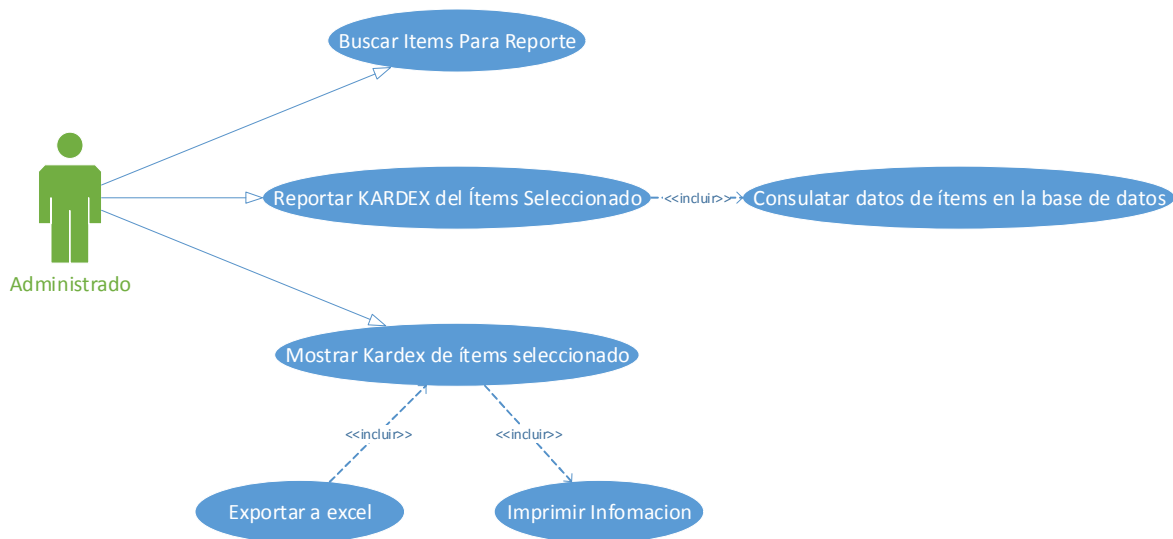 Buscar Items Para Reporte
Reportar KARDEX del Ítems Seleccionado
<<incluir>>
Consulatar datos de ítems en la base de datos
Administrado
Mostrar Kardex de ítems seleccionado
<<incluir>>
<<incluir>>
Exportar a excel
Imprimir Infomacion